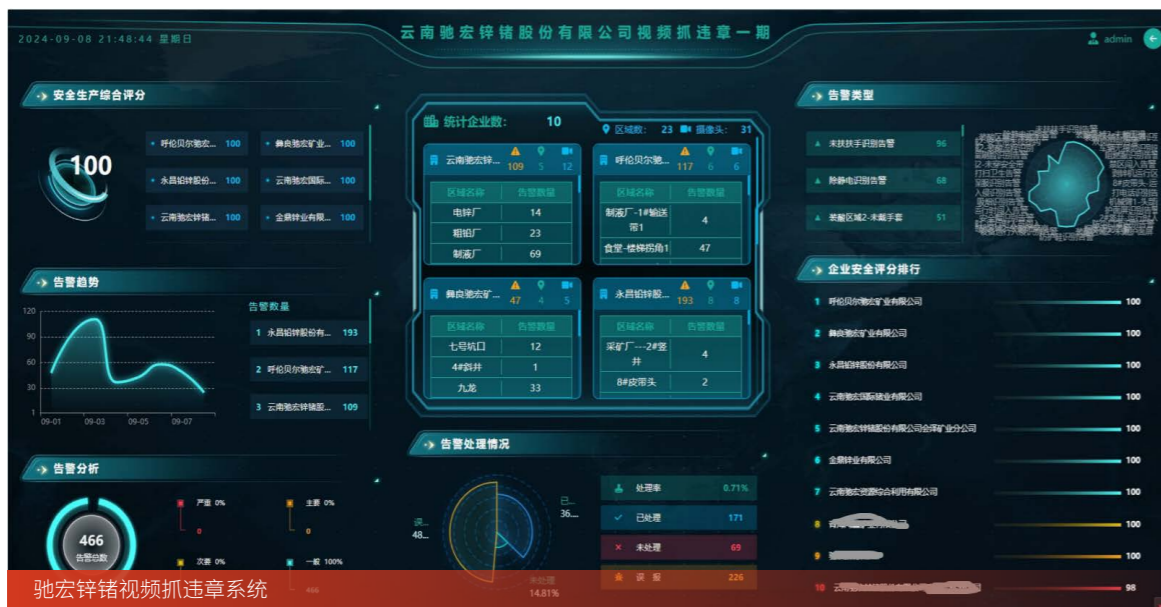 云南驰宏锌锗股份有限公司视频抓违章一期
2024-09-08 21:48:44 星期日
admin
安全生产综合评分
100
呼伦贝尔驰宏... 100
彝良驰宏矿业... 100
永昌铅锌股份... 100
云南驰宏国际... 100
云南驰宏锌锗... 100
金鼎锌业有限... 100
告警趋势
120
90
60
30
1
09-01 09-03 09-05 09-07
告警数量
1 永昌铅锌股份有... 193
2 呼伦贝尔驰宏矿... 117
3 云南驰宏锌锗股... 109
告警分析
466
告警总数
严重 0%
0
主要 0%
0
次要 0%
一般 100%
466
统计企业数: 10
区域数: 23 摄像头: 31
云南驰宏锌... 109 5 12
区域名称 告警数量
电锌厂 14
粗铅厂 23
制液厂 69
呼伦贝尔驰... 117 6 6
区域名称 告警数量
制液厂-1#输送带1 4
食堂-楼梯拐角1 47
彝良驰宏矿... 47 4 5
区域名称 告警数量
七号坑口 12
4#斜井 1
九龙 33
永昌铅锌股... 193 8 8
区域名称 告警数量
采矿厂---2#竖井 4
8#皮带头 2
告警处理情况
已...
36....
误...
48...
未处理
14.81%
处理率 0.71%
已处理 171
未处理 69
误 报 226
告警类型
未扶扶手识别告警 96
除静电识别告警 68
装酸区域2-未戴手套 51
企业安全评分排行
1 呼伦贝尔驰宏矿业有限公司 100
2 彝良驰宏矿业有限公司 100
3 永昌铅锌股份有限公司 100
4 云南驰宏国际锗业有限公司 100
5 云南驰宏锌锗股份有限公司会泽矿业分公司 100
6 金鼎锌业有限公司 100
7 云南驰宏资源综合利用有限公司 100
8 100
9 100
10 98
驰宏锌锗视频抓违章系统